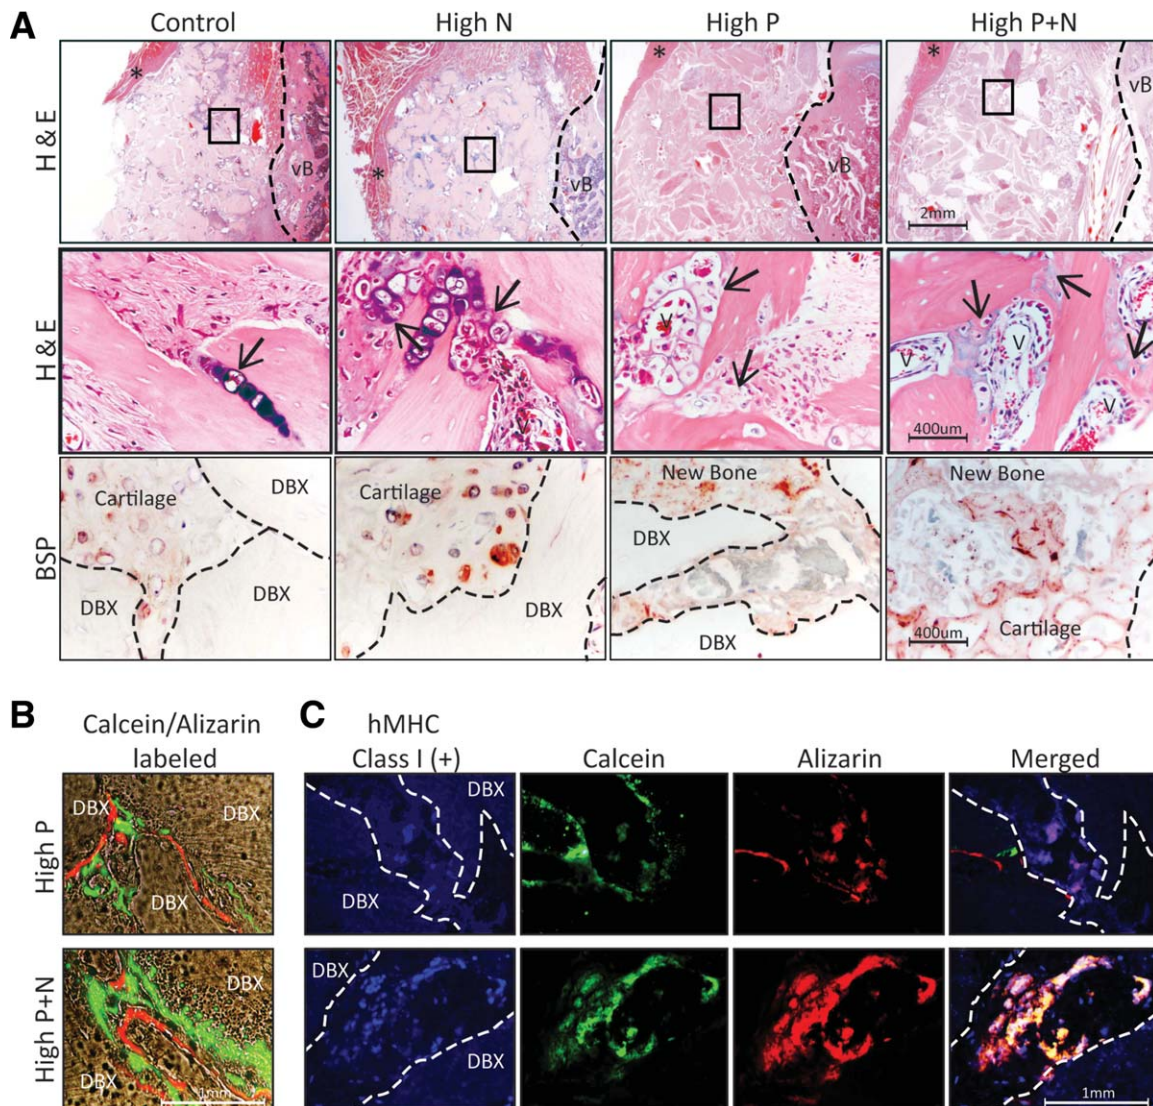 A
Control High N High P High P+N
H & E
* * * *
vB vB vB vB
2mm
H & E
V V V V V
400um
BSP
Cartilage DBX Cartilage New Bone New Bone
DBX
DBX DBX DBX DBX Cartilage
400um
B C
Calcein/Alizarin hMHC
labeled Class I (+) Calcein Alizarin Merged
High P
DBX DBX DBX
DBX DBX
High P+N
DBX DBX
DBX DBX
1mm 1mm